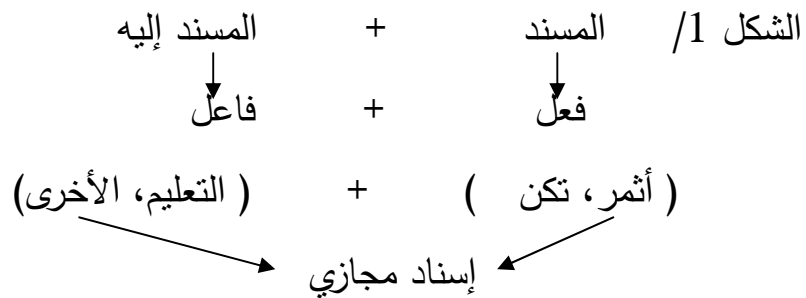 الشكل 1/ المسند + المسند إليه
فعل + فاعل
( أثمر، تكن ) + ( التعليم، الأخرى)
إسناد مجازي